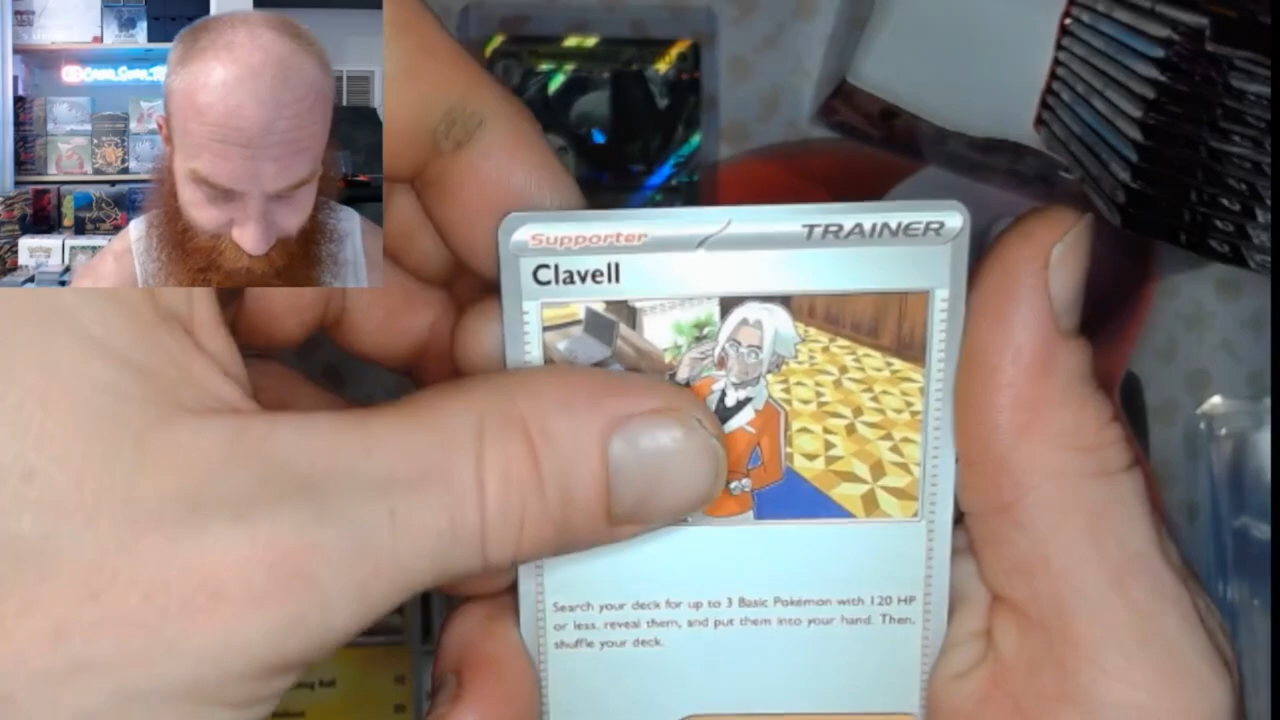 Supporter
TRAINER
Clavell
Search your deck for up to 3 Basic Pokémon with 120 HP
or less, reveal them, and put them into your hand. Then,
shuffle your deck.